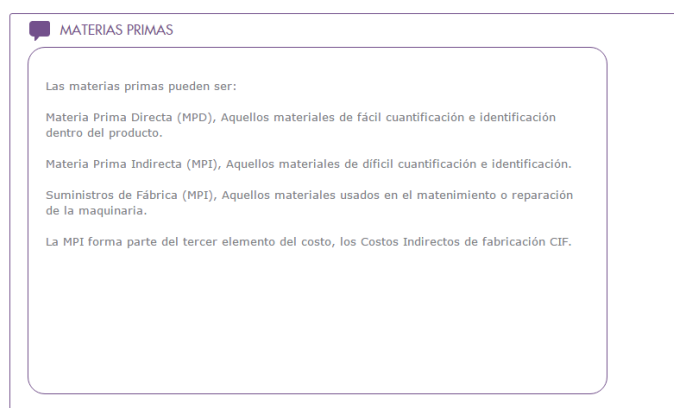 MATERIAS PRIMAS
Las materias primas pueden ser:
Materia Prima Directa (MPD), Aquellos materiales de fácil cuantificación e identificación
dentro del producto.
Materia Prima Indirecta (MPI), Aquellos materiales de díficil cuantificación e identificación.
Suministros de Fábrica (MPI), Aquellos materiales usados en el matenimiento o reparación
de la maquinaria.
La MPI forma parte del tercer elemento del costo, los Costos Indirectos de fabricación CIF.